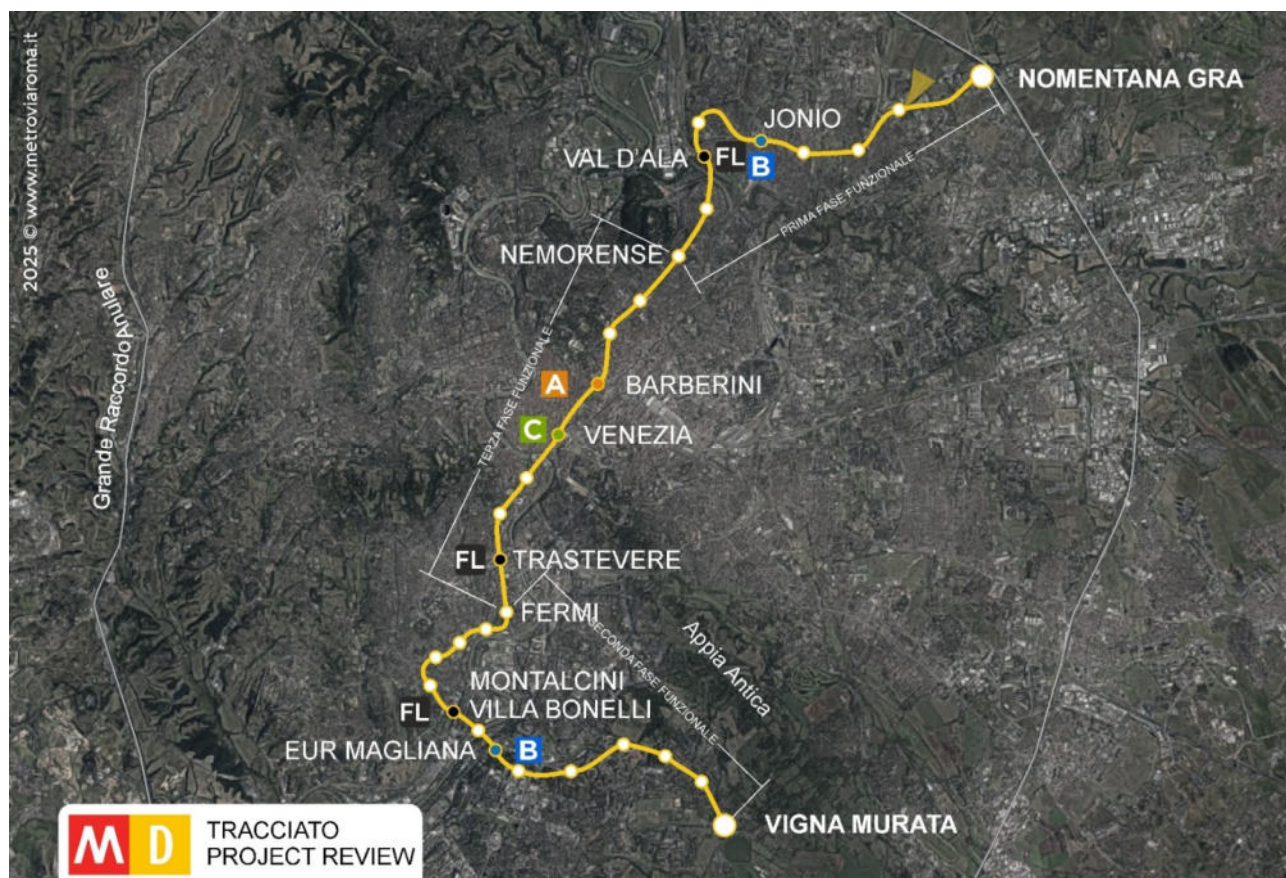 2025 © www.metroviaroma.it
Grande Raccordo Anulare
NOMENTANA GRA
JONIO
VAL D'ALA
FL
B
PRIMA FASE FUNZIONALE
NEMORENSE
TERZA FASE FUNZIONALE
A
BARBERINI
C
VENEZIA
FL
TRASTEVERE
FERMI
SECONDA FASE FUNZIONALE
Appia Antica
MONTALCINI
FL
VILLA BONELLI
EUR MAGLIANA
B
VIGNA MURATA
M D
TRACCIATO
PROJECT REVIEW